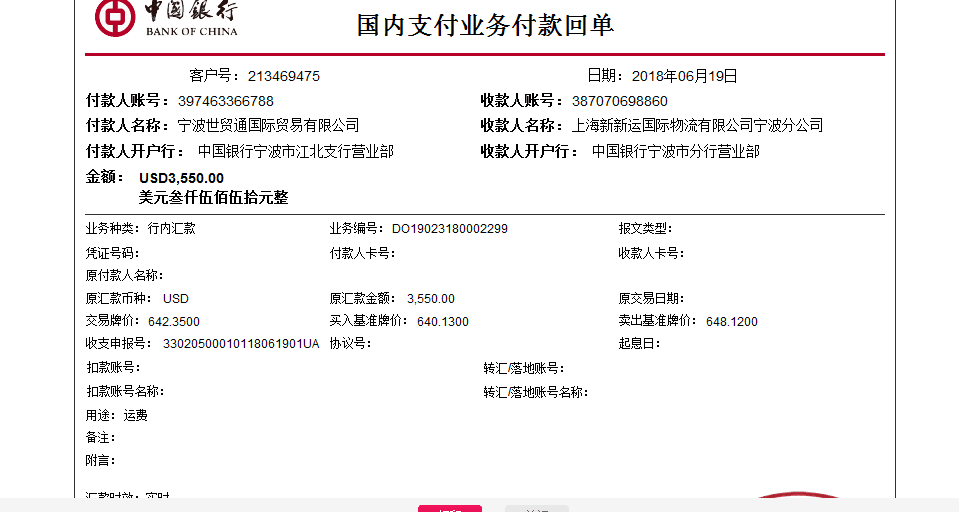 中国银行
BANK OF CHINA
国内支付业务付款回单
客户号：213469475 日期：2018年06月19日
付款人账号：397463366788 收款人账号：387070698860
付款人名称：宁波世贸通国际贸易有限公司 收款人名称：上海新新运国际物流有限公司宁波分公司
付款人开户行：中国银行宁波市江北支行营业部 收款人开户行：中国银行宁波市分行营业部
金额：USD3,550.00
美元叁仟伍佰伍拾元整
业务种类：行内汇款 业务编号：DO19023180002299 报文类型：
凭证号码： 付款人卡号： 收款人卡号：
原付款人名称：
原汇款币种：USD 原汇款金额：3,550.00 原交易日期：
交易牌价：642.3500 买入基准牌价：640.1300 卖出基准牌价：648.1200
收支申报号：33020500010118061901UA 协议号： 起息日：
扣款账号： 转汇/落地账号：
扣款账号名称： 转汇/落地账号名称：
用途：运费
备注：
附言：
汇款时效：实时